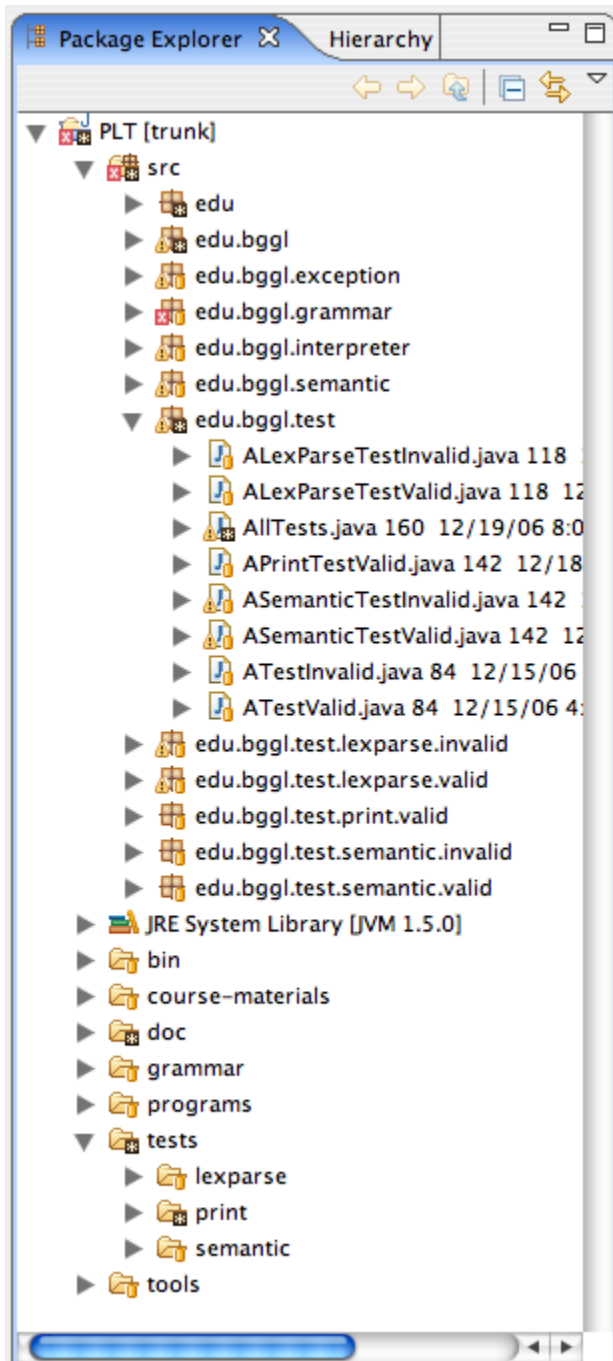 Package Explorer Hierarchy
PLT [trunk]
src
edu
edu.bggl
edu.bggl.exception
edu.bggl.grammar
edu.bggl.interpreter
edu.bggl.semantic
edu.bggl.test
ALexParseTestInvalid.java 118
ALexParseTestValid.java 118 12
AllTests.java 160 12/19/06 8:0
APrintTestValid.java 142 12/18
ASemanticTestInvalid.java 142
ASemanticTestValid.java 142 12
ATestInvalid.java 84 12/15/06
ATestValid.java 84 12/15/06 4:
edu.bggl.test.lexparse.invalid
edu.bggl.test.lexparse.valid
edu.bggl.test.print.valid
edu.bggl.test.semantic.invalid
edu.bggl.test.semantic.valid
JRE System Library [JVM 1.5.0]
bin
course-materials
doc
grammar
programs
tests
lexparse
print
semantic
tools